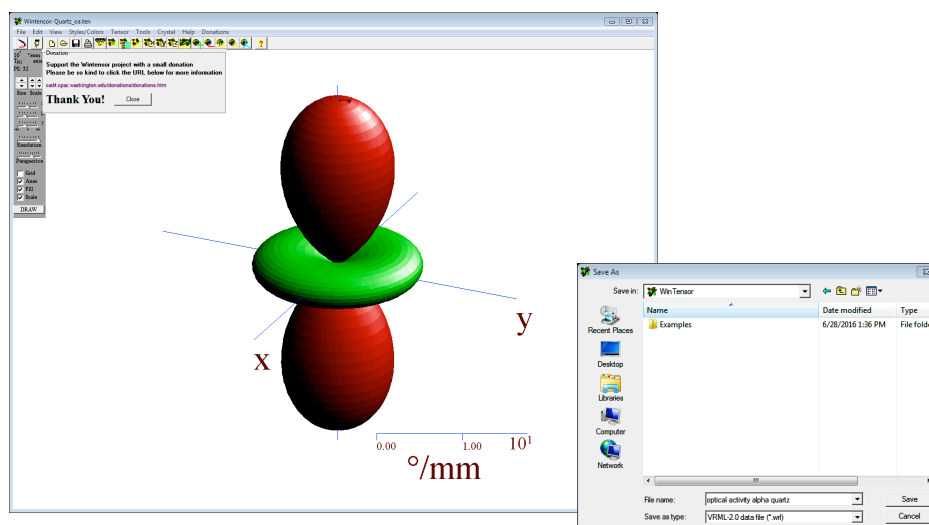 Wintensor Quartz_oa.ten
File Edit View Styles/Colors Tensor Tools Crystal Help Donations
?
Donation
Support the Wintensor project with a small donation
Please be so kind to click the URL below for more information
cad4.cpac.washington.edu/donations/donations.htm
Thank You!
Close
PS: 32
Size Scale
Resolution
Perspective
Grid
Axes
Fill
Scale
DRAW
y
x
0.00 1.00 10¹
°/mm
Save As
Save in: WinTensor
Name Date modified Type
Examples 6/28/2016 1:36 PM File folde
Recent Places
Desktop
Libraries
Computer
Network
File name: optical activity alpha quartz Save
Save as type: VRML-2.0 data file (*.wrl) Cancel